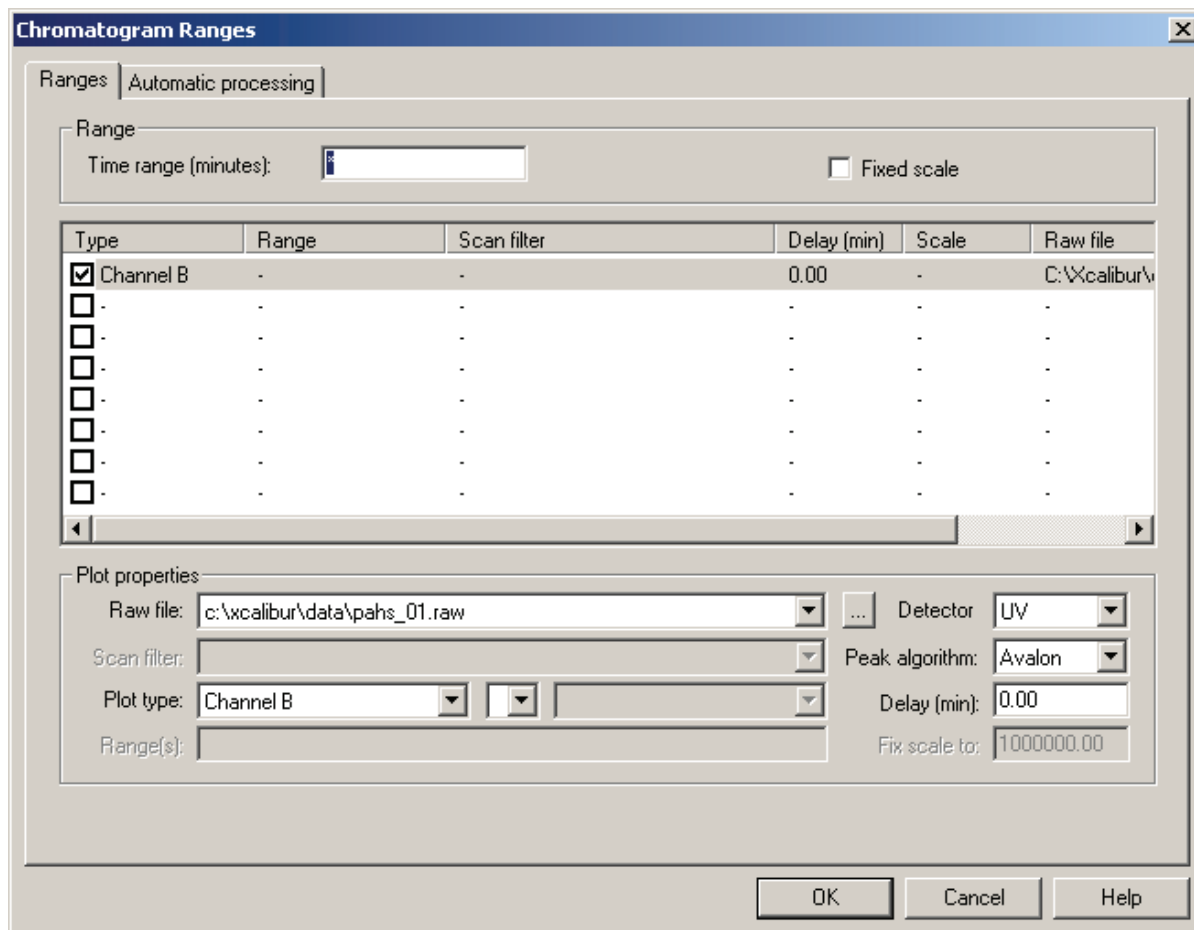 Chromatogram Ranges
Ranges Automatic processing
Range
Time range (minutes): * Fixed scale
Type Range Scan filter Delay (min) Scale Raw file
Channel B - - 0.00 - C:\Xcalibur\
- - - - - -
- - - - - -
- - - - - -
- - - - - -
- - - - - -
- - - - - -
- - - - - -
Plot properties
Raw file: c:\xcalibur\data\pahs_01.raw ... Detector UV
Scan filter: Peak algorithm: Avalon
Plot type: Channel B Delay (min): 0.00
Range(s): Fix scale to: 1000000.00
OK Cancel Help